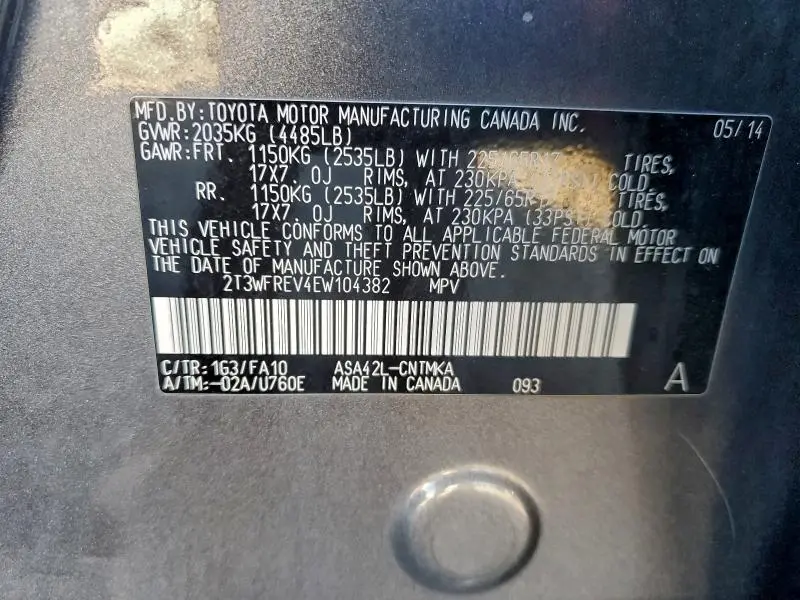 MFD.BY:TOYOTA MOTOR MANUFACTURING CANADA INC. 05/14
GVWR:2035KG (4485LB)
GAWR:FRT. 1150KG (2535LB) WITH 225/65R17 TIRES,
17X7.0J RIMS, AT 230KPA COLD.
RR. 1150KG (2535LB) WITH TIRES,
17X7.0J RIMS, AT 230KPA (33PSI) COLD.
THIS VEHICLE CONFORMS TO ALL APPLICABLE FEDERAL MOTOR
VEHICLE SAFETY AND THEFT PREVENTION STANDARDS IN EFFECT ON
THE DATE OF MANUFACTURE SHOWN ABOVE.
2T3WFREV4EW104382 MPV
C/TR:1G3/FA10 ASA42L-CNTMKA
A/TM:-02A/U760E MADE IN CANADA 093 A